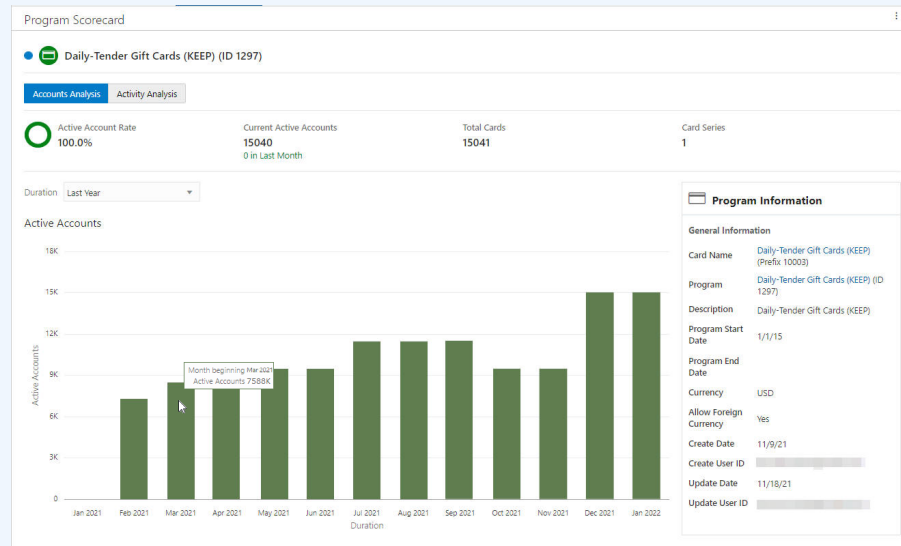 Program Scorecard
Daily-Tender Gift Cards (KEEP) (ID 1297)
Accounts Analysis Activity Analysis
Active Account Rate
100.0%
Current Active Accounts
15040
0 in Last Month
Total Cards
15041
Card Series
1
Duration Last Year
Active Accounts
18K
15K
12K
9K
6K
3K
0
Active Accounts
Month beginning Mar 2021
Active Accounts 7588K
Jan 2021 Feb 2021 Mar 2021 Apr 2021 May 2021 Jun 2021 Jul 2021 Aug 2021 Sep 2021 Oct 2021 Nov 2021 Dec 2021 Jan 2022
Duration
Program Information
General Information
Card Name Daily-Tender Gift Cards (KEEP)
(Prefix 10003)
Program Daily-Tender Gift Cards (KEEP) (ID
1297)
Description Daily-Tender Gift Cards (KEEP)
Program Start
Date 1/1/15
Program End
Date
Currency USD
Allow Foreign
Currency Yes
Create Date 11/9/21
Create User ID
Update Date 11/18/21
Update User ID